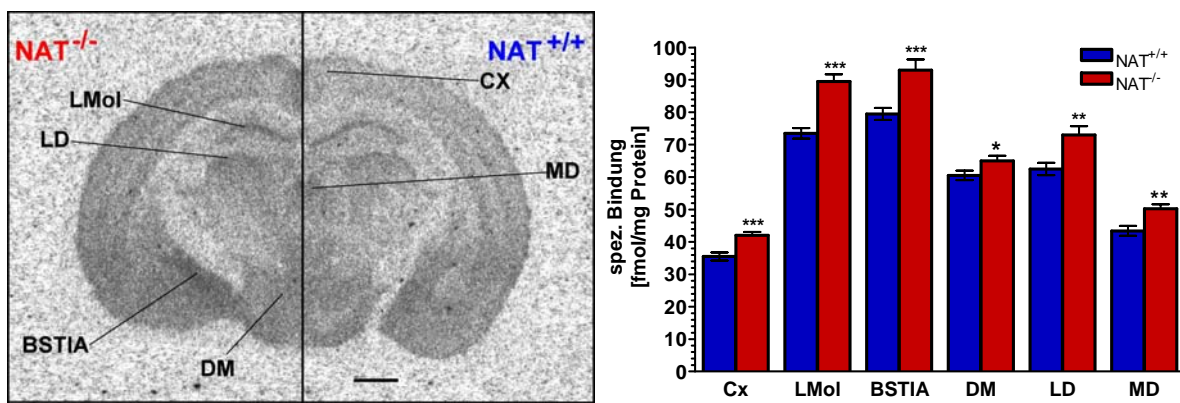 NAT-/-
NAT+/+
CX
LMol
LD
MD
BSTIA
DM
spez. Bindung
[fmol/mg Protein]
100
90
80
70
60
50
40
30
20
10
0
NAT+/+
NAT-/-
***
***
***
*
**
**
Cx LMol BSTIA DM LD MD